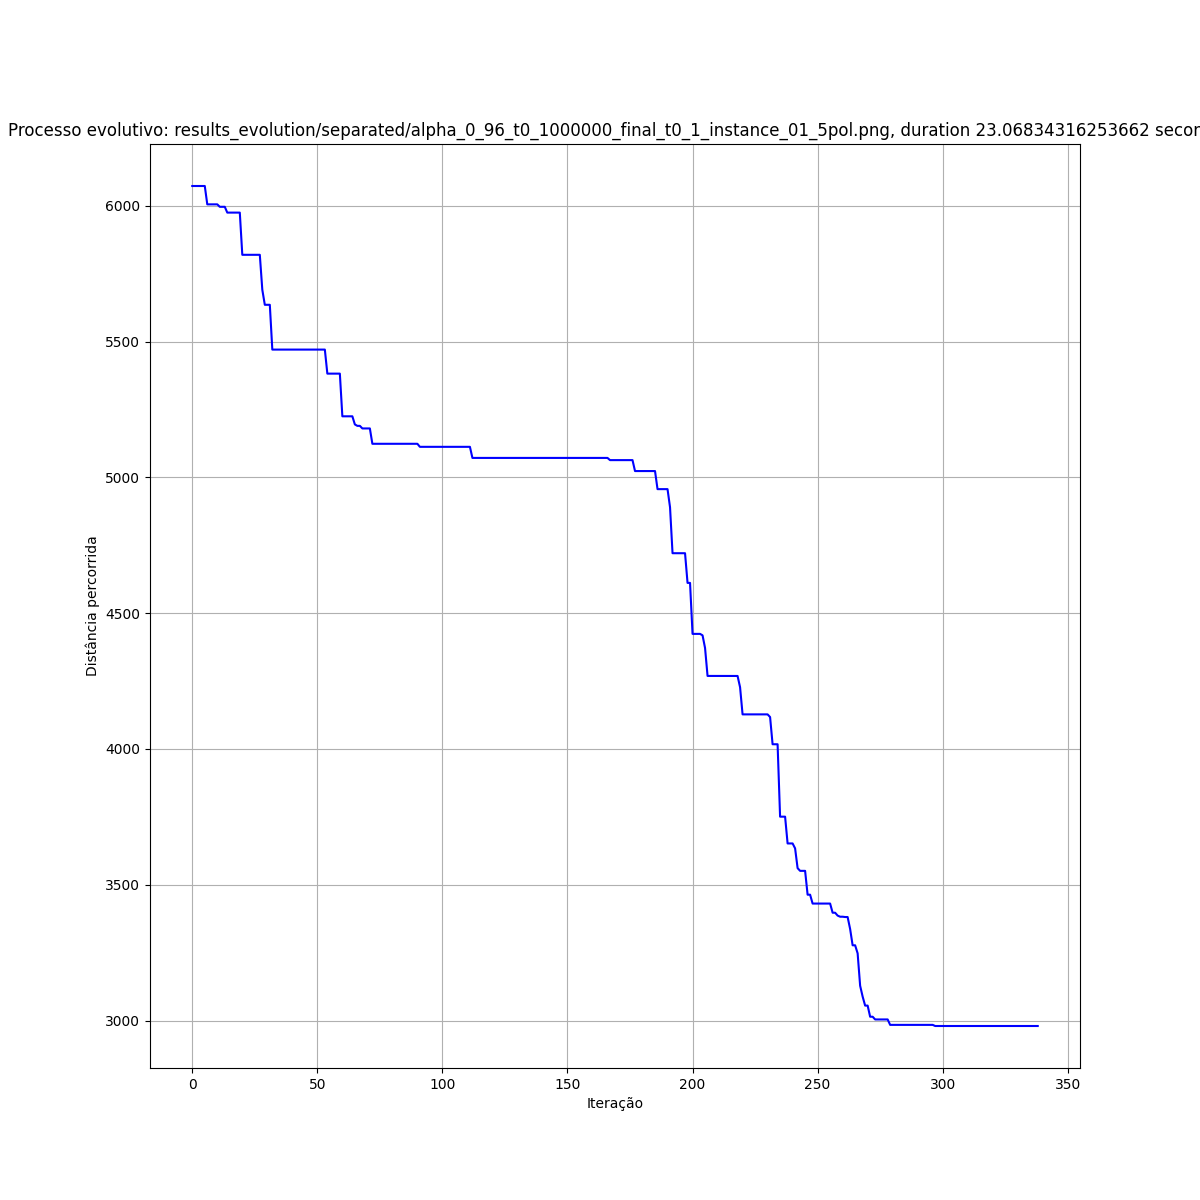 Processo evolutivo: results_evolution/separated/alpha_0_96_t0_1000000_final_t0_1_instance_01_5pol.png, duration 23.06834316253662 secor
6000
5500
5000
4500
4000
3500
3000
Distância percorrida
0 50 100 150 200 250 300 350
Iteração